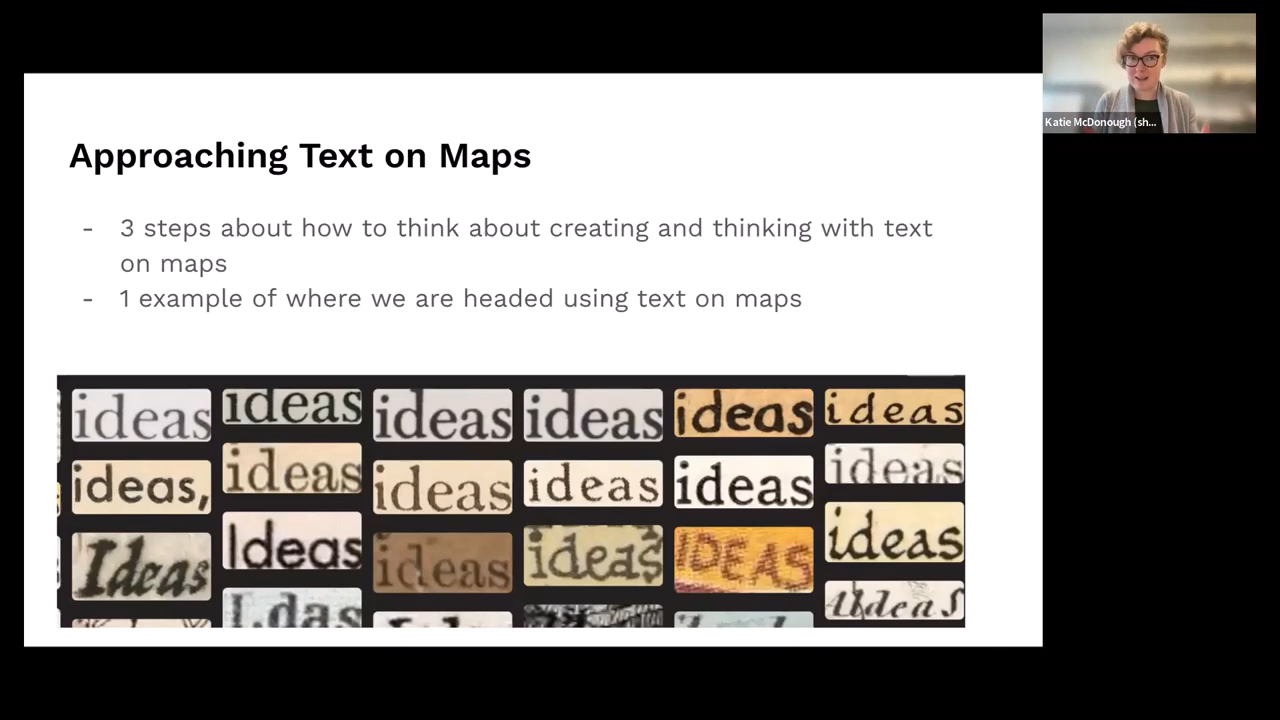 Katie McDonough (sh...
Approaching Text on Maps
- 3 steps about how to think about creating and thinking with text
on maps
- 1 example of where we are headed using text on maps
ideas ideas ideas ideas ideas ideas
ideas, ideas ideas ideas ideas ideas
Ideas Ideas ideas ideas IDEAS ideas